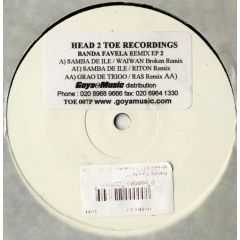 HEAD 2 TOE RECORDINGS
BANDA FAVELA REMIX EP 2
A) SAMBA DE ILE / WAIWAN Broken Remix
A1) SAMBA DE ILE / RITON Remix
AA) GRAO DE TRIGO / RAS Remix AA)
Goya Music distribution
Phone : 020 8968 9666 fax : 020 8964 1330
TOE 007P www.goyamusic.com